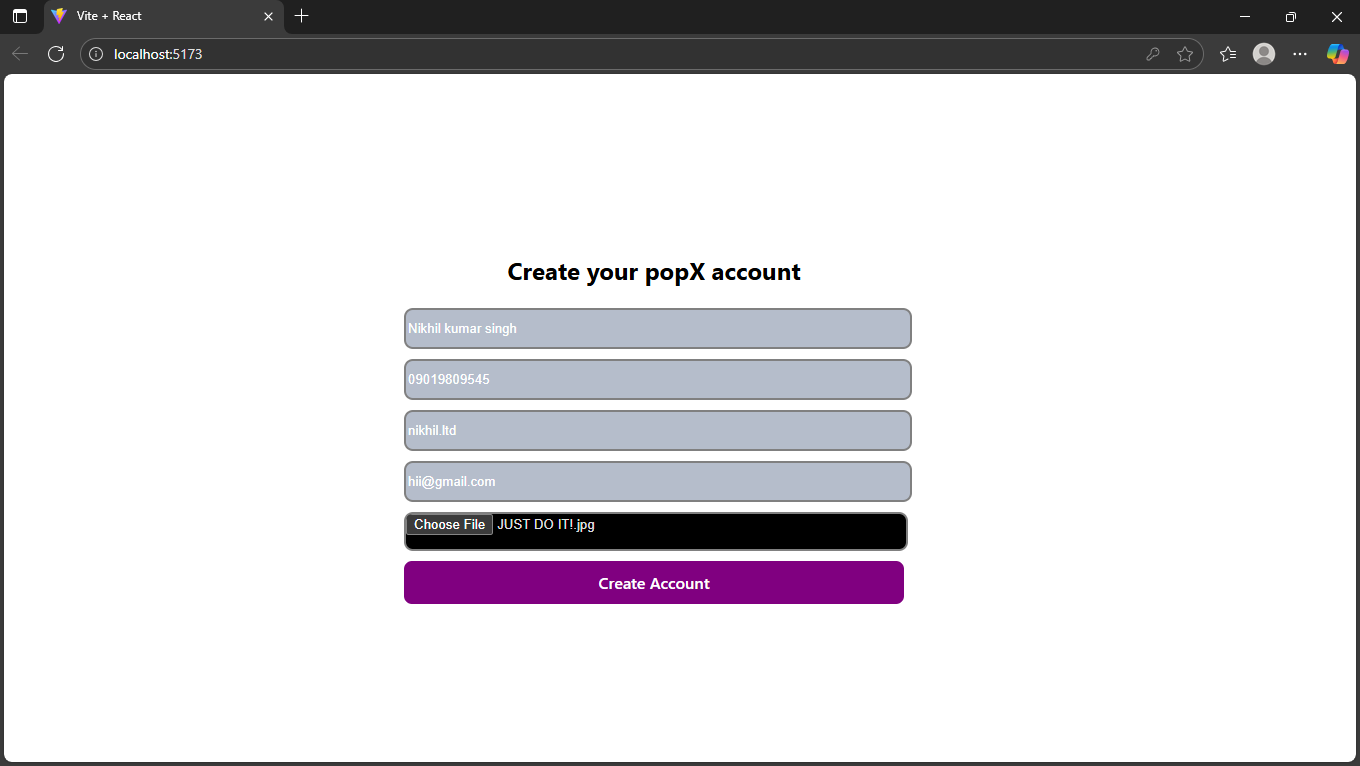 Vite + React
localhost:5173
Create your popX account
Nikhil kumar singh
09019809545
nikhil.ltd
hii@gmail.com
Choose File JUST DO IT!.jpg
Create Account